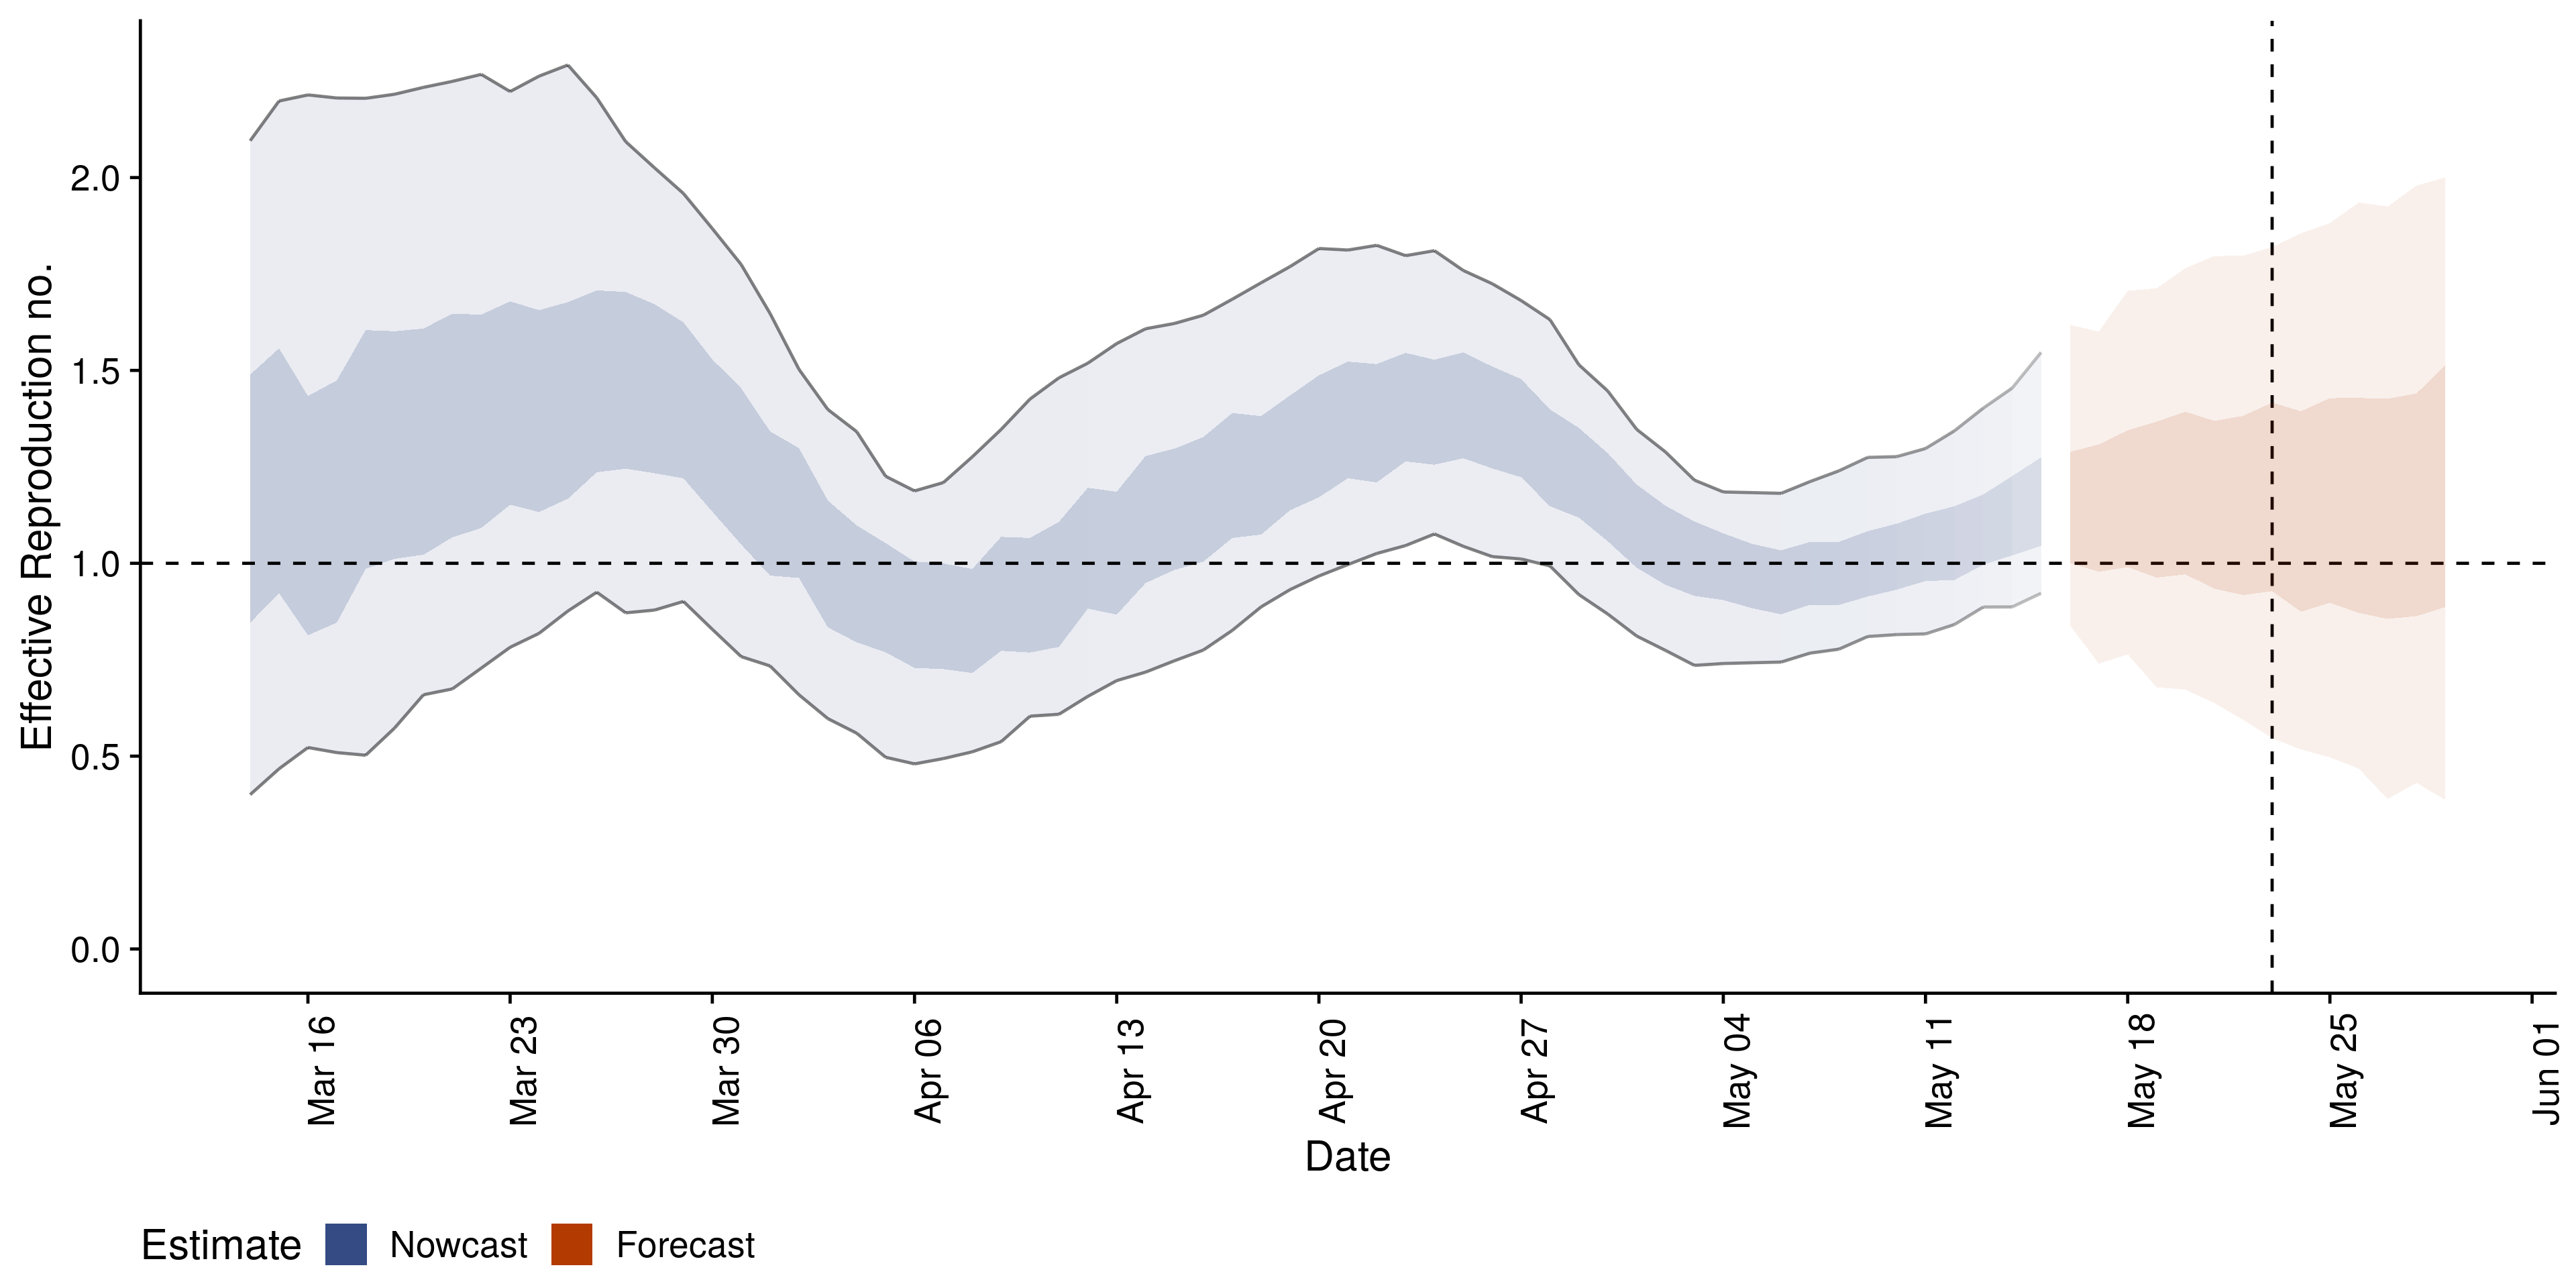 Effective Reproduction no.
2.0
1.5
1.0
0.5
0.0
Mar 16
Mar 23
Mar 30
Apr 06
Apr 13
Apr 20
Apr 27
May 04
May 11
May 18
May 25
Jun 01
Date
Estimate Nowcast Forecast